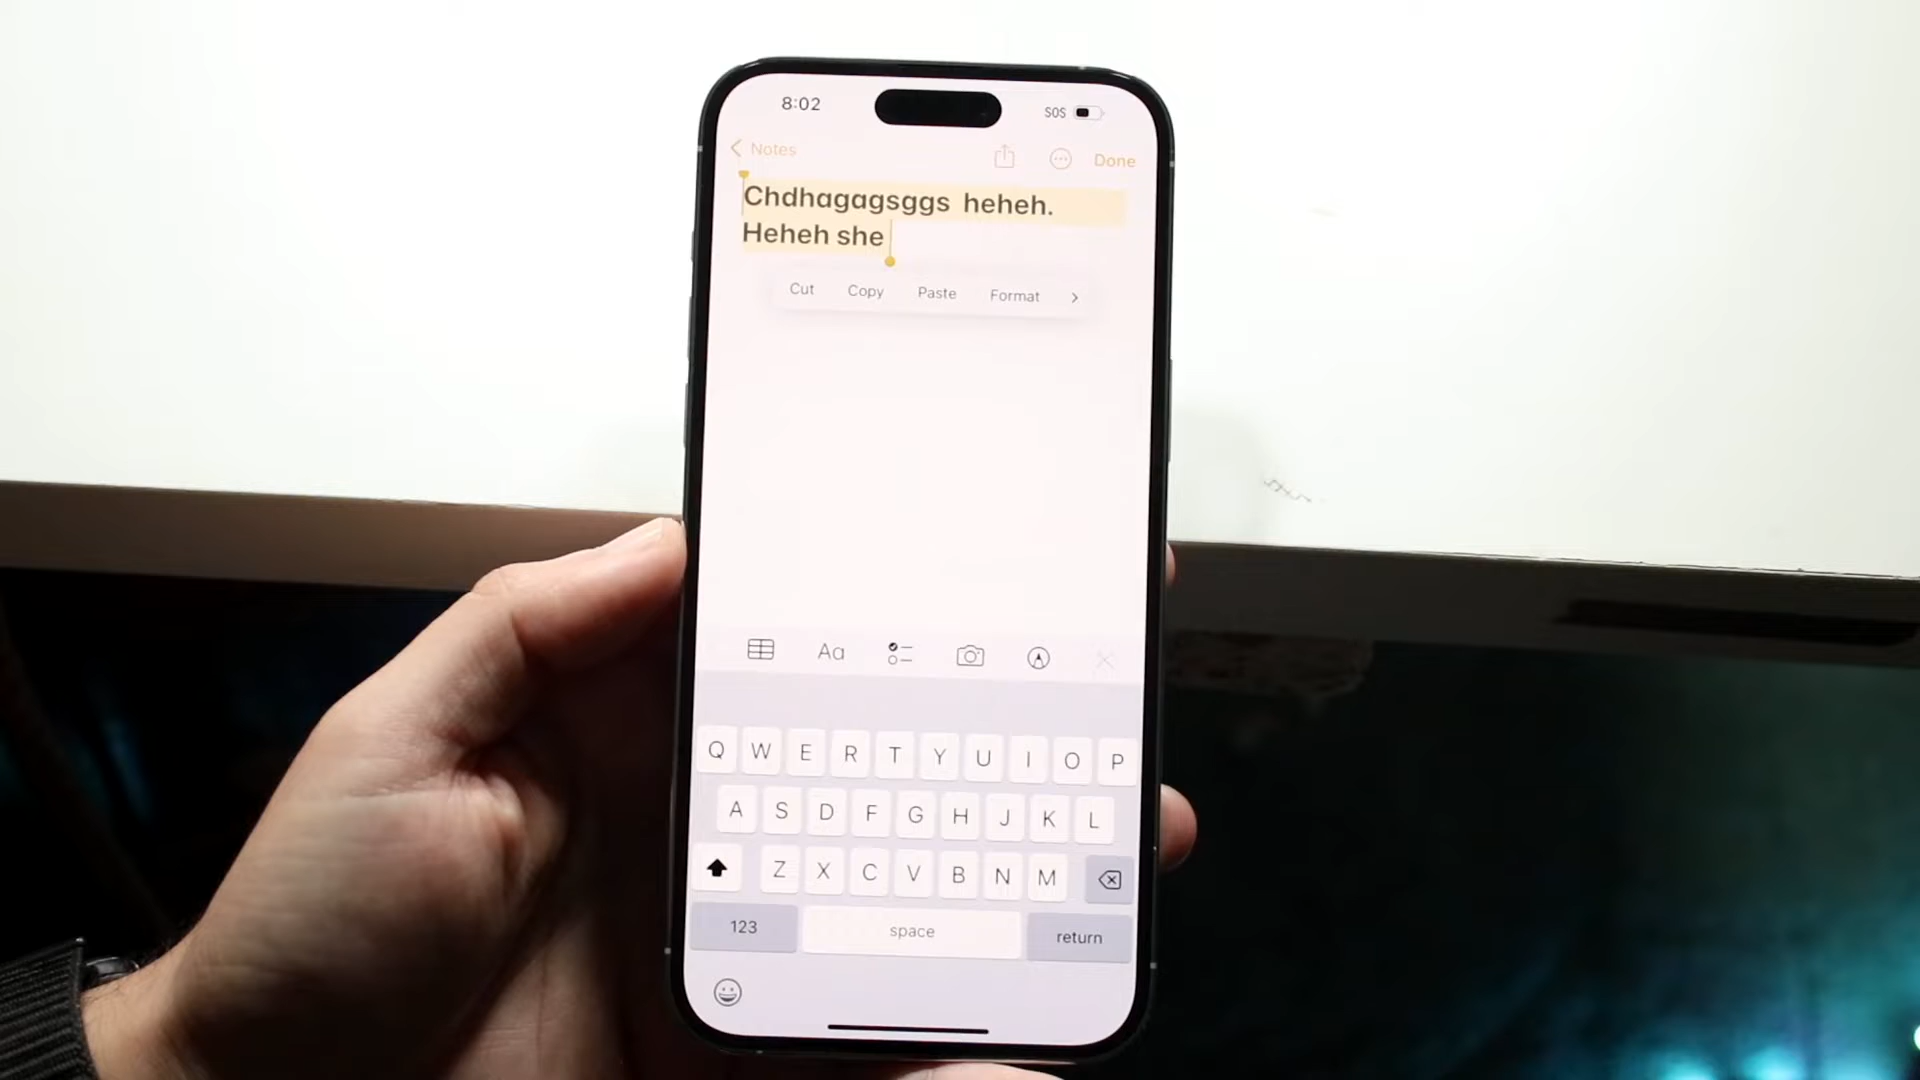 8:02
SOS
Notes
Done
Chdhagagsggs  heheh.
Heheh she
Cut Copy Paste Format
Aa
Q W E R T Y U I O P
A S D F G H J K L
Z X C V B N M
123 space return